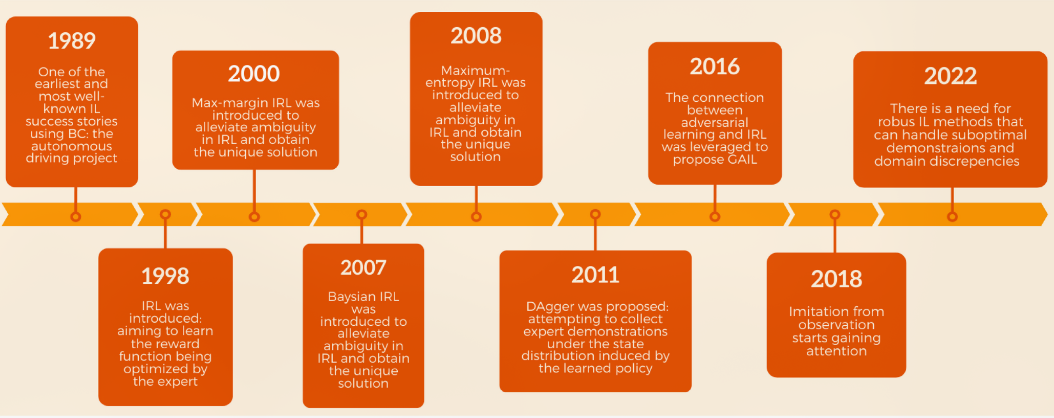 1989
One of the
earliest and
most well-
known IL
success stories
using BC: the
autonomous
driving project
1998
IRL was
introduced:
aiming to learn
the reward
function being
optimized by
the expert
2000
Max-margin IRL was
introduced to
alleviate ambiguity
in IRL and obtain
the unique solution
2007
Baysian IRL
was
introduced to
alleviate
ambiguity in
IRL and obtain
the unique
solution
2008
Maximum-
entropy IRL was
introduced to
alleviate
ambiguity in
IRL and obtain
the unique
solution
2011
DAgger was proposed:
attempting to collect
expert demonstrations
under the state
distribution induced by
the learned policy
2016
The connection
between
adversarial
learning and IRL
was leveraged to
propose GAIL
2018
Imitation from
observation
starts gaining
attention
2022
There is a need for
robus IL methods that
can handle suboptimal
demonstraions and
domain discrepencies